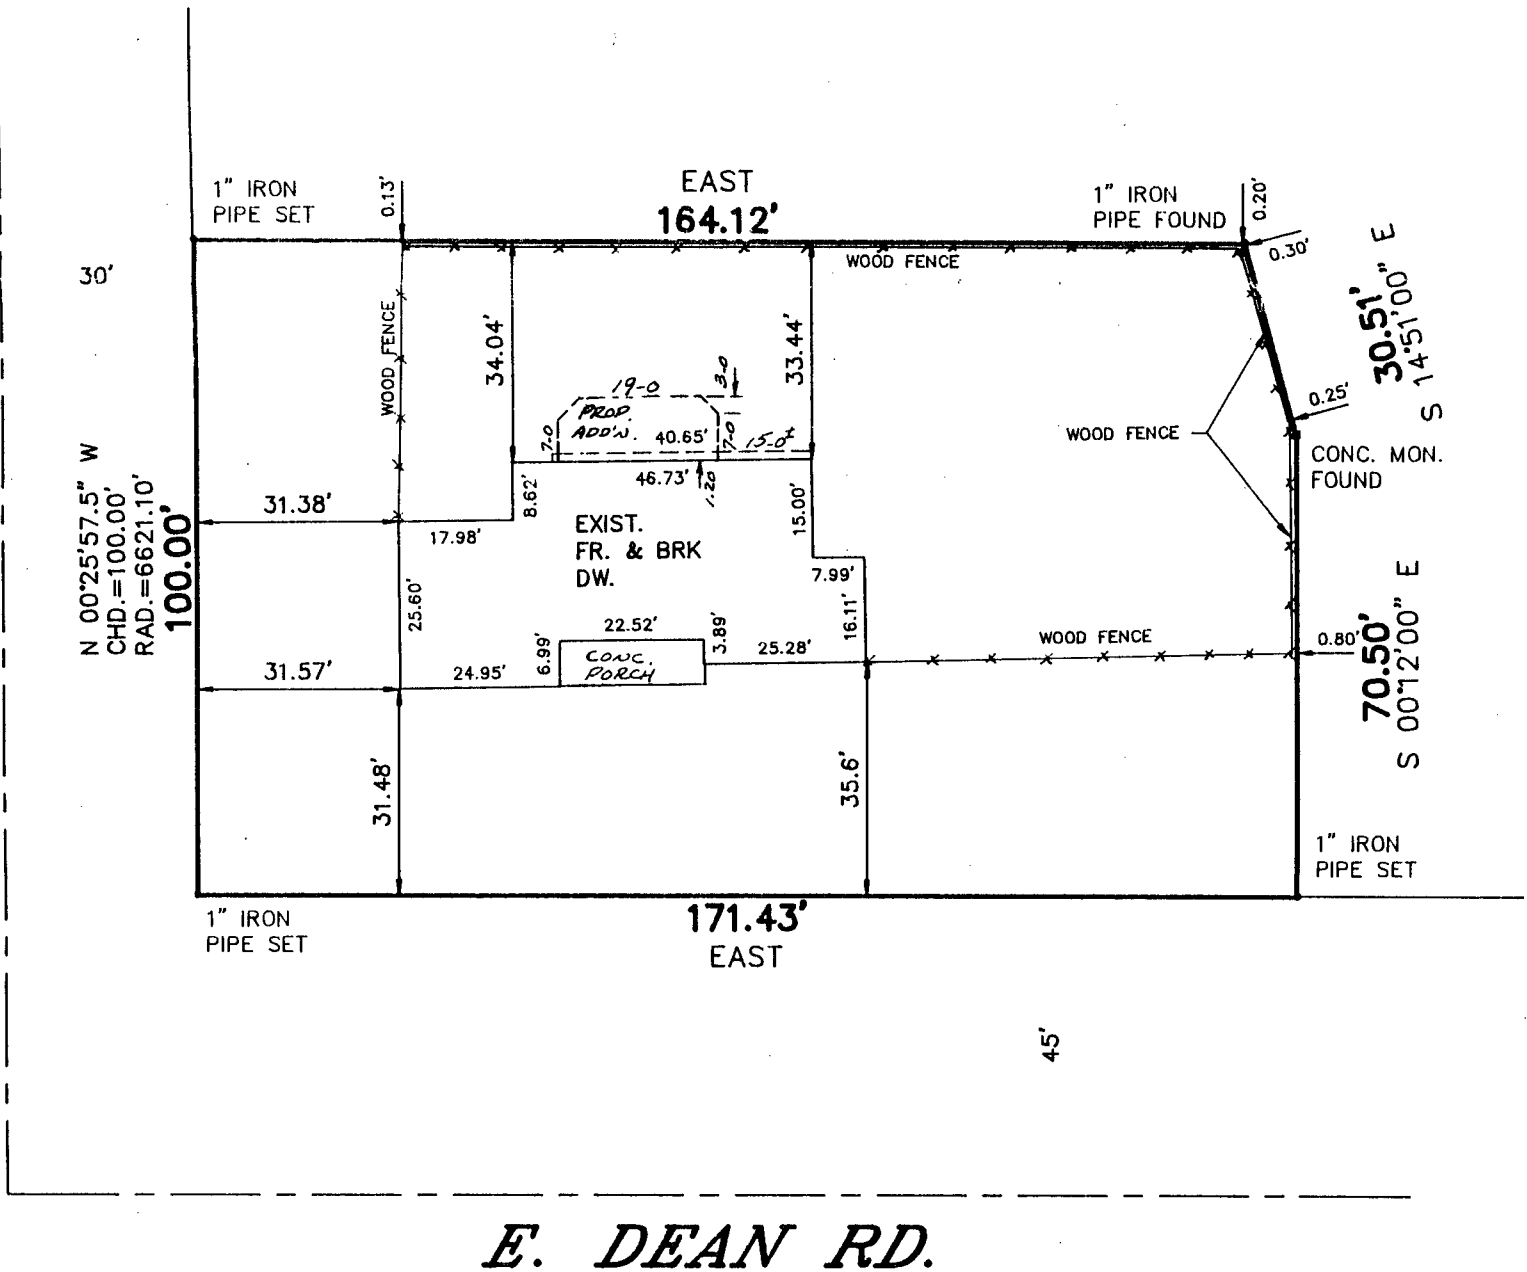 EAST
164.12'
1" IRON
PIPE SET
0.13'
1" IRON
PIPE FOUND
0.20'
0.30'
30'
WOOD FENCE
WOOD FENCE
34.04'
33.44'
30.51'
S 14°51'00" E
19-0
3-0
PROP.
ADD'N.
7-0
40.65'
7-0
15-0±
0.25'
WOOD FENCE
CONC. MON.
FOUND
N 00°25'57.5" W
CHD.=100.00'
RAD.=6621.10'
100.00'
31.38'
17.98'
8.62'
46.73'
1.20
15.00'
EXIST.
FR. & BRK
DW.
7.99'
25.60'
16.11'
22.52'
3.89'
6.99'
CONC.
PORCH
25.28'
WOOD FENCE
0.80'
31.57'
24.95'
70.50'
S 00°12'00" E
31.48'
35.6'
1" IRON
PIPE SET
1" IRON
PIPE SET
171.43'
EAST
45'
E. DEAN RD.